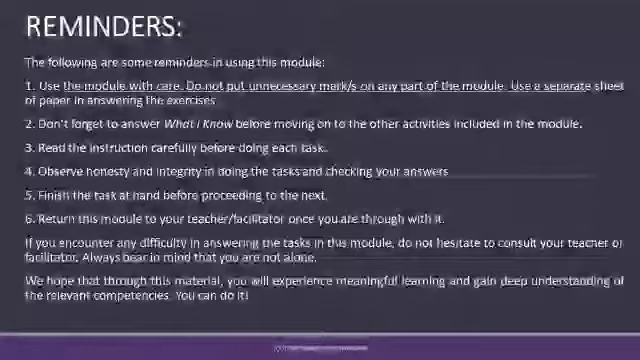 REMINDERS:
The following are some reminders in using this module:
1. Use the module with care. Do not put unnecessary mark/s on any part of the module. Use a separate sheet
of paper in answering the exercises
2. Don't forget to answer What I Know before moving on to the other activities included in the module.
3. Read the instruction carefully before doing each task.
4. Observe honesty and integrity in doing the tasks and checking your answers
5. Finish the task at hand before proceeding to the next.
6. Return this module to your teacher/facilitator once you are through with it.
If you encounter any difficulty in answering the tasks in this module, do not hesitate to consult your teacher or
facilitator. Always bear in mind that you are not alone.
We hope that through this material, you will experience meaningful learning and gain deep understanding of
the relevant competencies. You can do it!